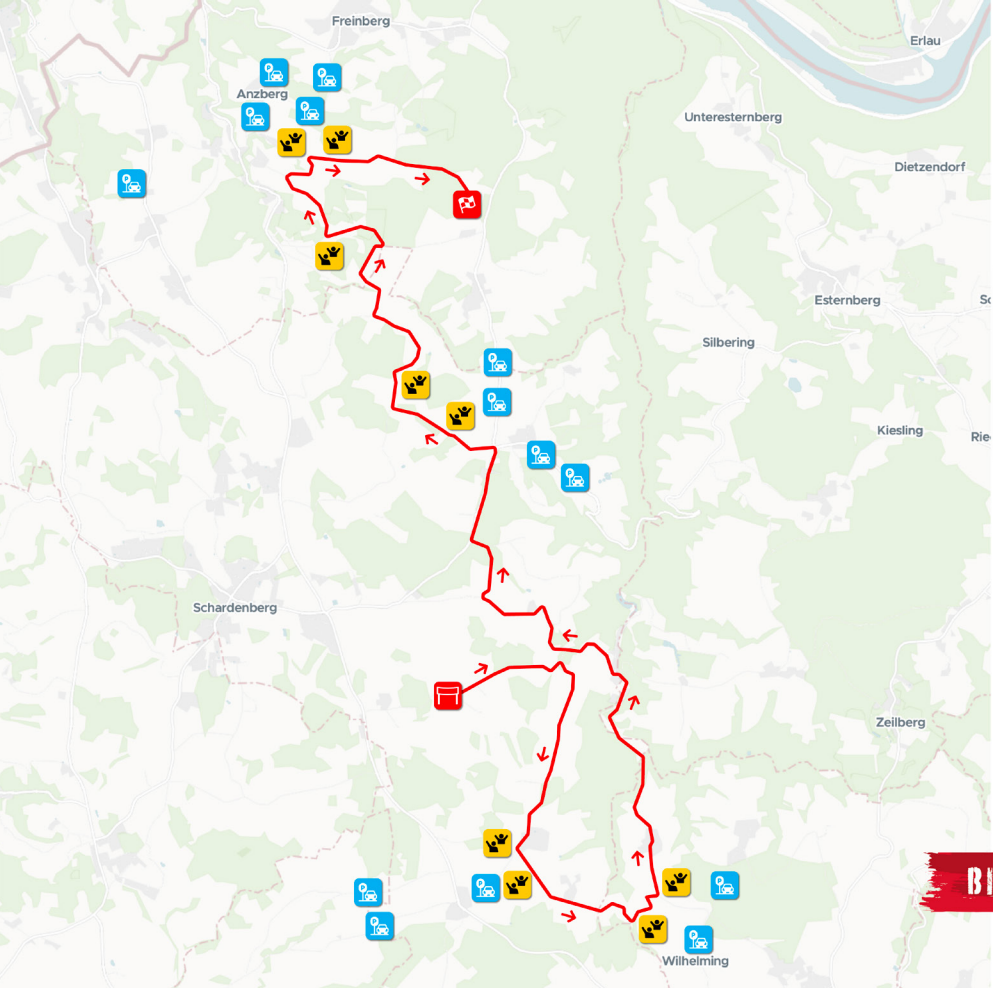 Freinberg
Erlau
Anzberg
Unteresternberg
Dietzendorf
Esternberg
Silbering
Kiesling
Schardenberg
Zeilberg
Wilhelming